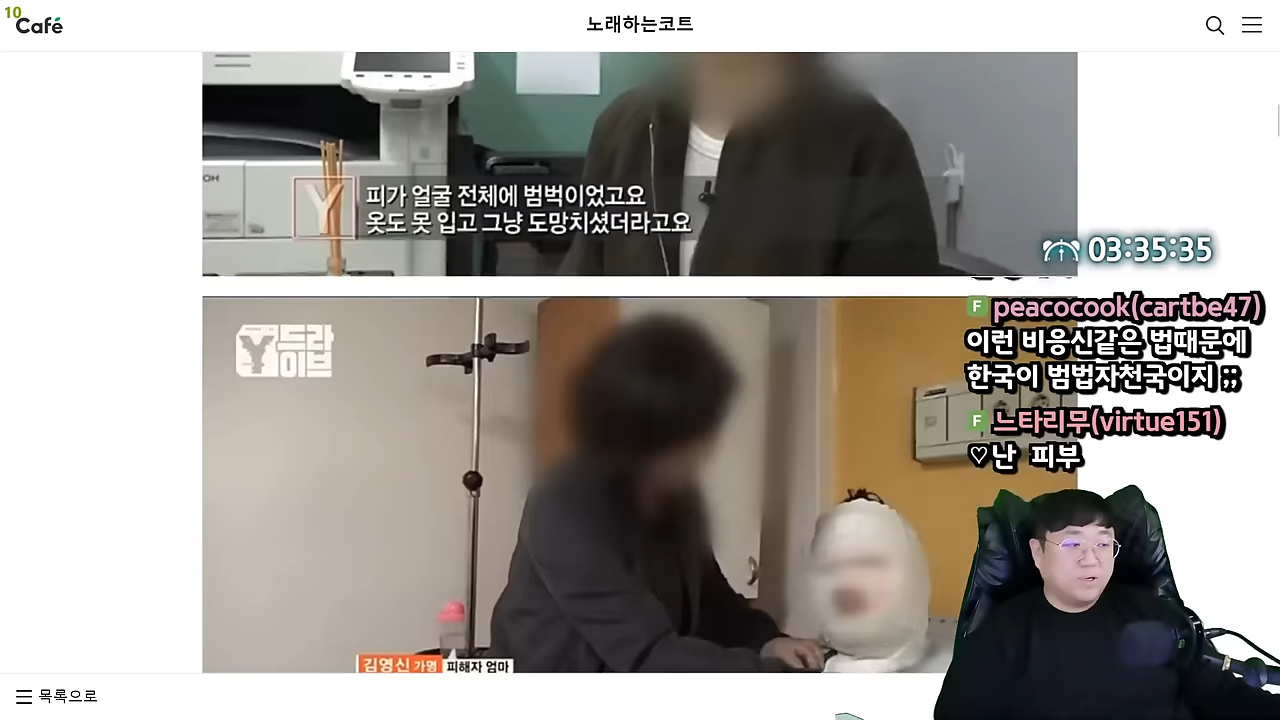 10
Café
노래하는코트
OH
Y
피가 얼굴 전체에 범벅이었고요
옷도 못 입고 그냥 도망치셨더라고요
03:35:35
F peacocook(cartbe47)
이런 비응신같은 법때문에
한국이 범법자천국이지 ;;
F 느타리무(virtue151)
♡난 피부
Y드라이브
김영신 가명 피해자 엄마
목록으로